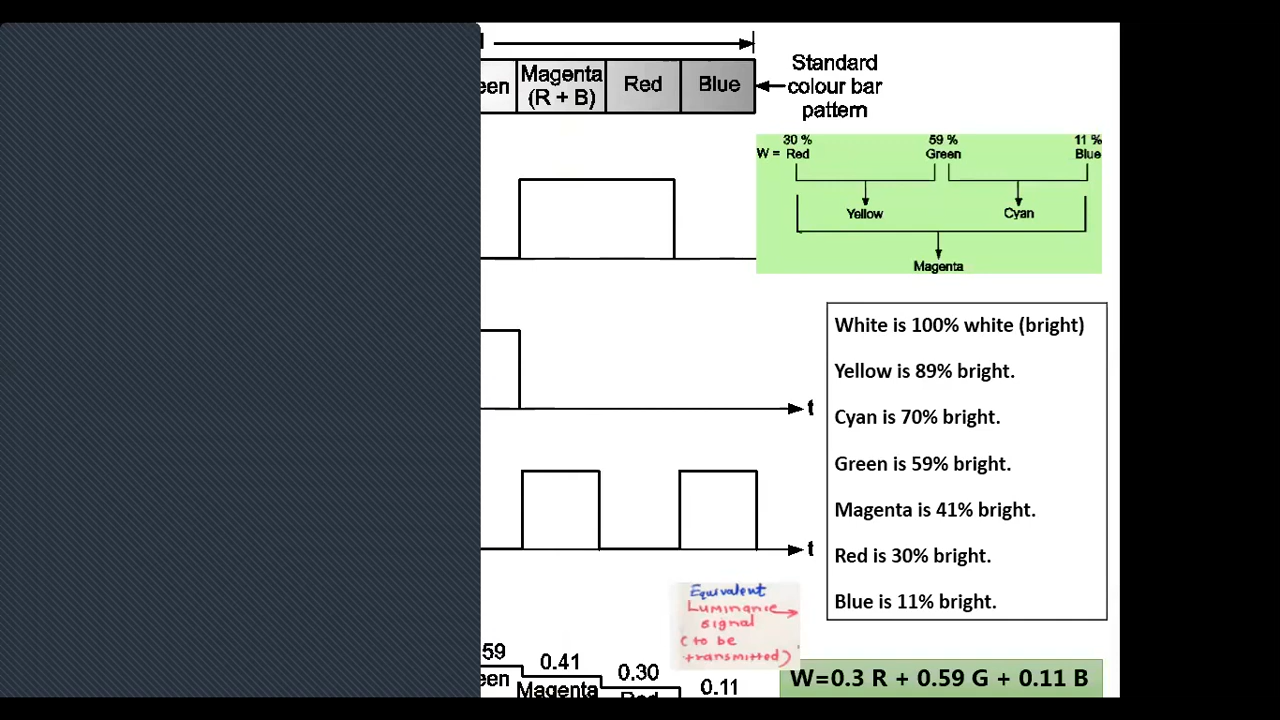 een
Magenta
(R + B)
Red
Blue
Standard
colour bar
pattern
30 %
59 %
11 %
W = Red
Green
Blue
Yellow
Cyan
Magenta
White is 100% white (bright)
Yellow is 89% bright.
t
Cyan is 70% bright.
Green is 59% bright.
Magenta is 41% bright.
t
Red is 30% bright.
Blue is 11% bright.
Equivalent
Luminance
signal
(to be
transmitted)
59
0.41
0.30
0.11
een
Magenta
Red
W=0.3 R + 0.59 G + 0.11 B